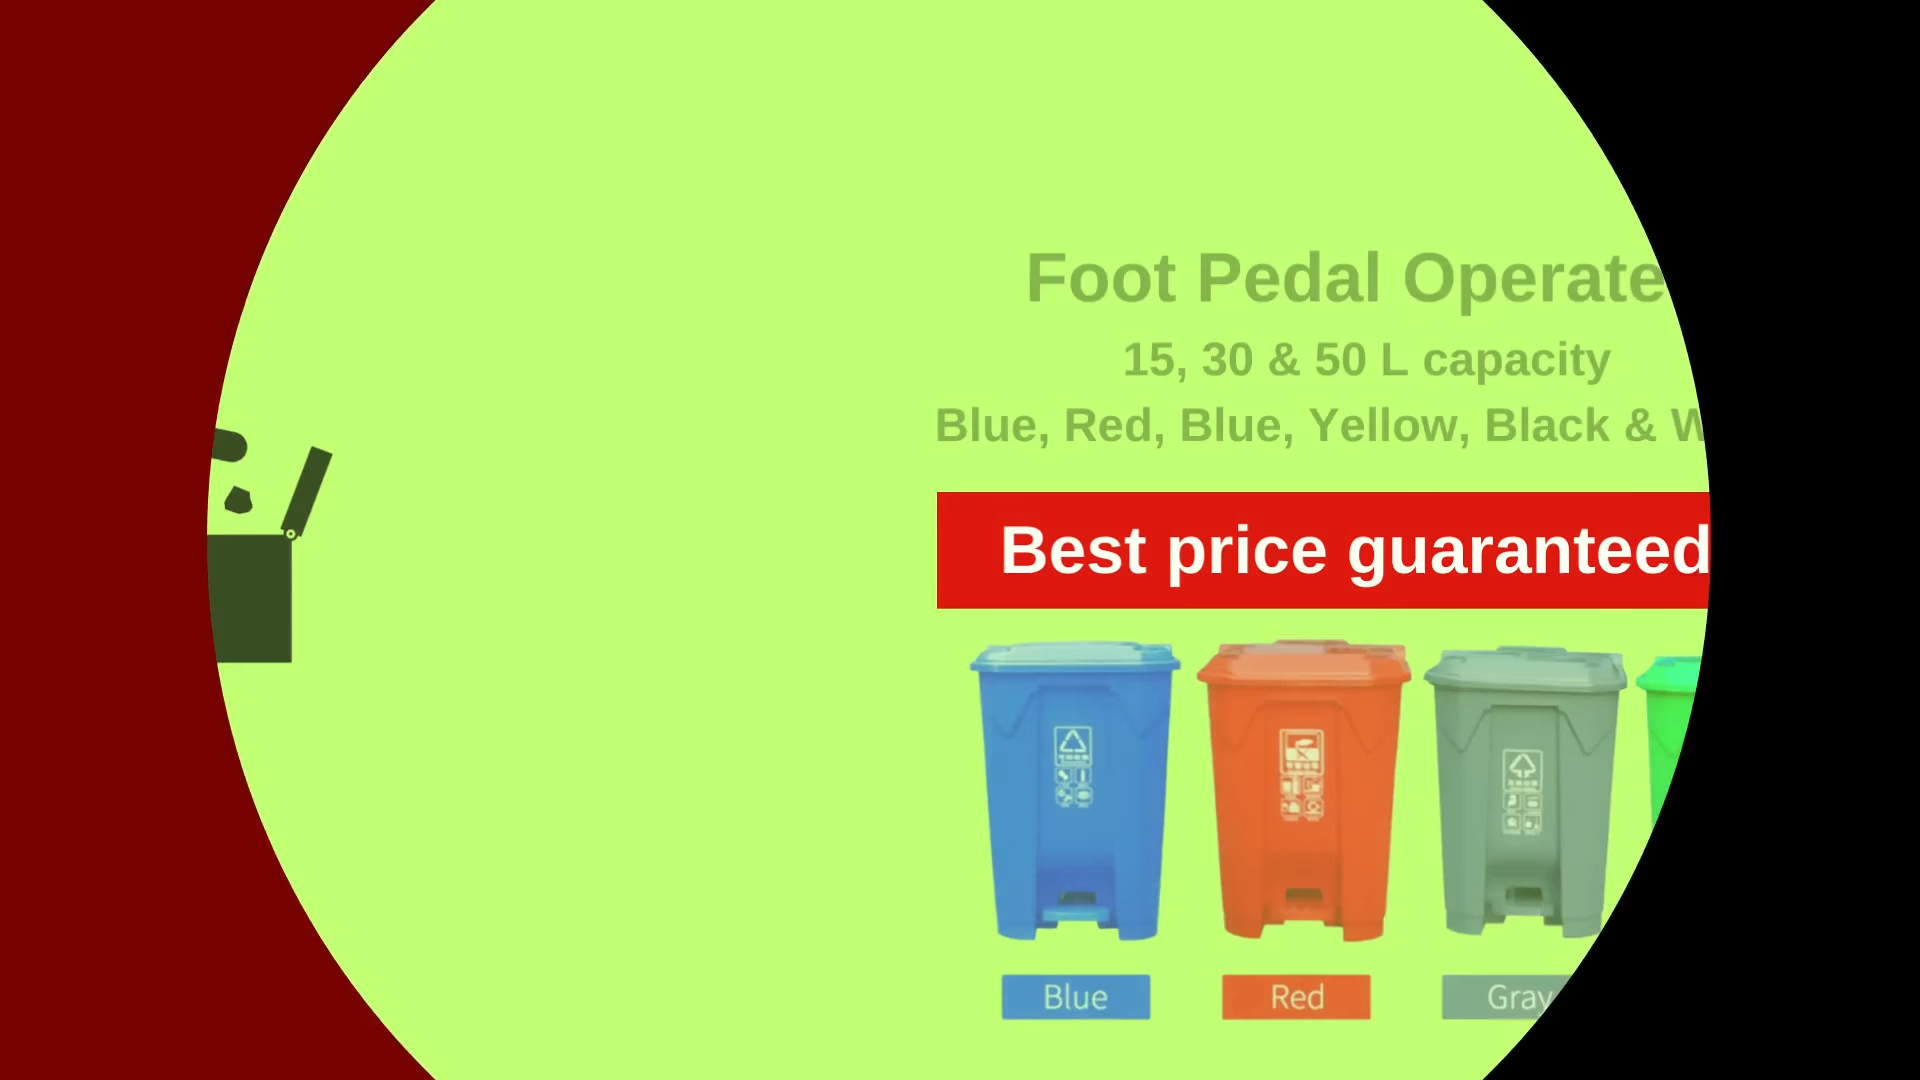 Foot Pedal Operate
15, 30 & 50 L capacity
Blue, Red, Blue, Yellow, Black & W
Best price guaranteed
Blue
Red
Gray